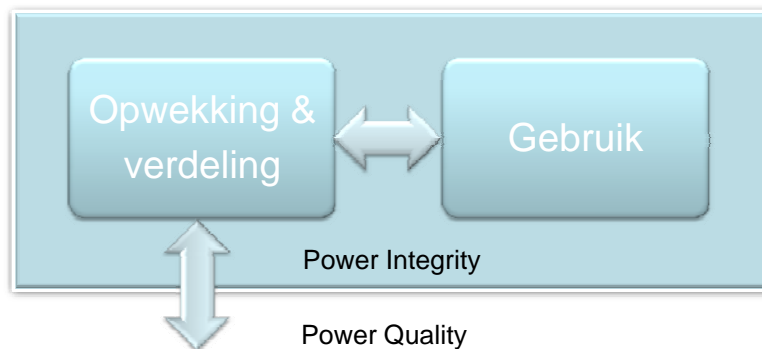 Opwekking &
verdeling
Gebruik
Power Integrity
Power Quality